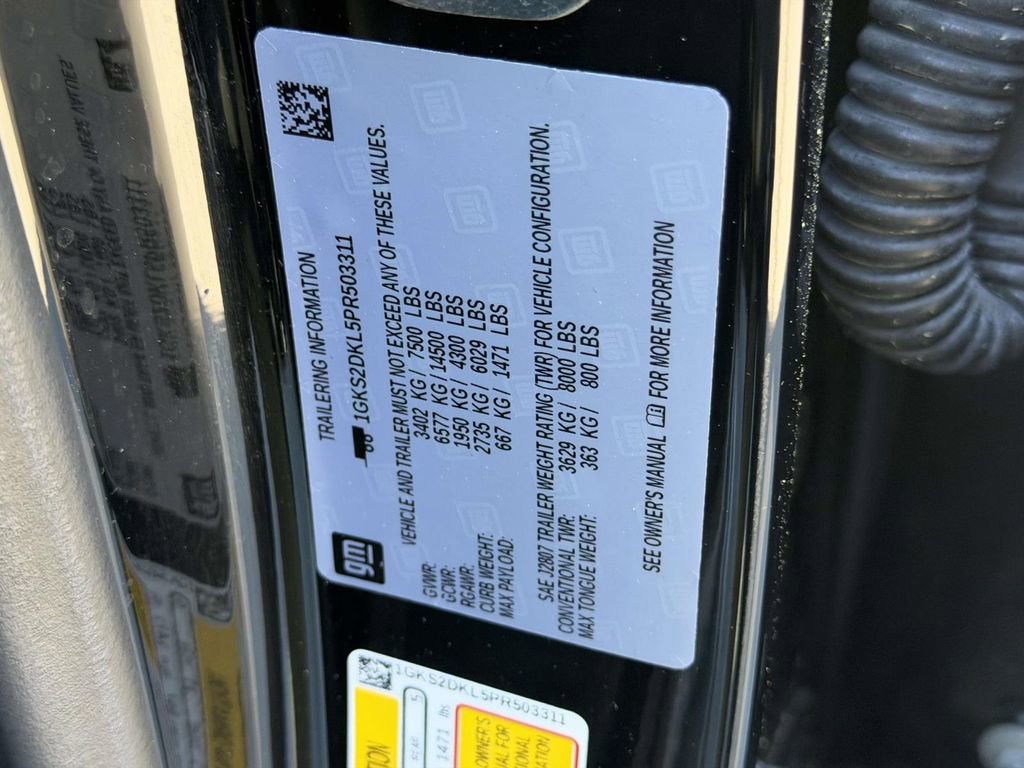 TRAILERING INFORMATION
1GKS2DKL5PR503311
gm
VEHICLE AND TRAILER MUST NOT EXCEED ANY OF THESE VALUES.
GVWR: 3402 KG / 7500 LBS
GCWR: 6577 KG / 14500 LBS
RGAWR: 1950 KG / 4300 LBS
CURB WEIGHT: 2735 KG / 6029 LBS
MAX PAYLOAD: 667 KG / 1471 LBS
SAE J2807 TRAILER WEIGHT RATING (TWR) FOR VEHICLE CONFIGURATION.
CONVENTIONAL TWR: 3629 KG / 8000 LBS
MAX TONGUE WEIGHT: 363 KG / 800 LBS
SEE OWNER'S MANUAL FOR MORE INFORMATION
1GKS2DKL5PR503311
5
1471 lbs
OWNER'S